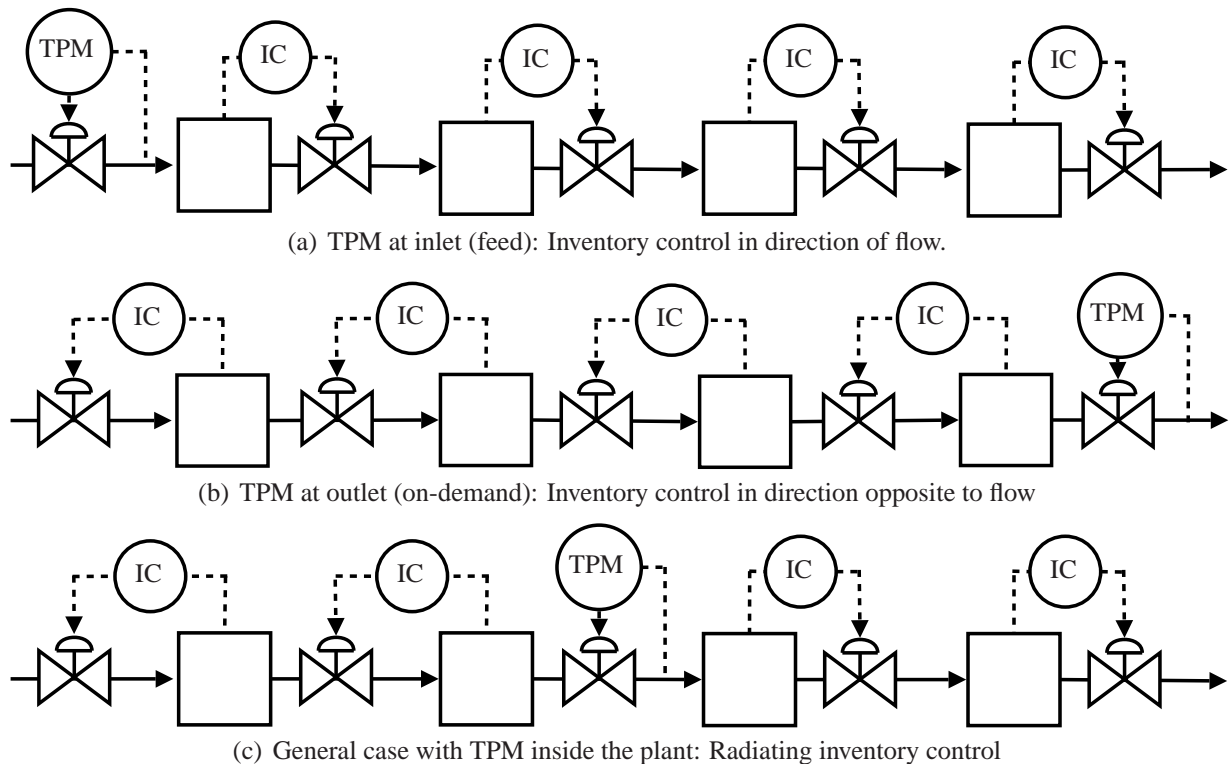 TPM IC IC IC IC
(a) TPM at inlet (feed): Inventory control in direction of flow.
IC IC IC IC TPM
(b) TPM at outlet (on-demand): Inventory control in direction opposite to flow
IC IC TPM IC IC
(c) General case with TPM inside the plant: Radiating inventory control